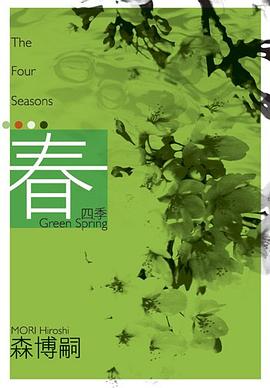 The
Four
Seasons
春
四季
Green Spring
MORI Hiroshi
森博嗣